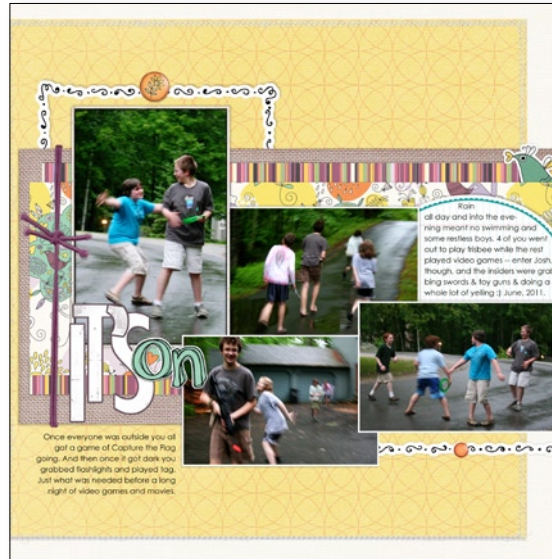 Rain
all day and into the eve-
ning meant no swimming and
some restless boys. 4 of you went
out to play frisbee while the rest
played video games -- enter Josh,
though, and the insiders were grab
bing swords & toy guns & doing a
whole lot of yelling :) June, 2011.
IT'S
on
Once everyone was outside you all
got a game of Capture the Flag
going. And then once it got dark you
grabbed flashlights and played tag.
Just what was needed before a long
night of video games and movies.